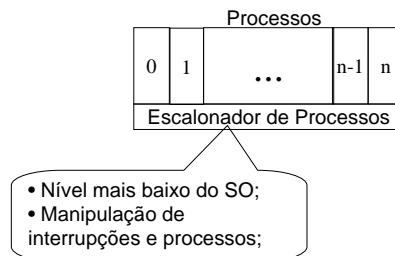 Processos
0 1 ... n-1 n
Escalonador de Processos
• Nível mais baixo do SO;
• Manipulação de
interrupções e processos;